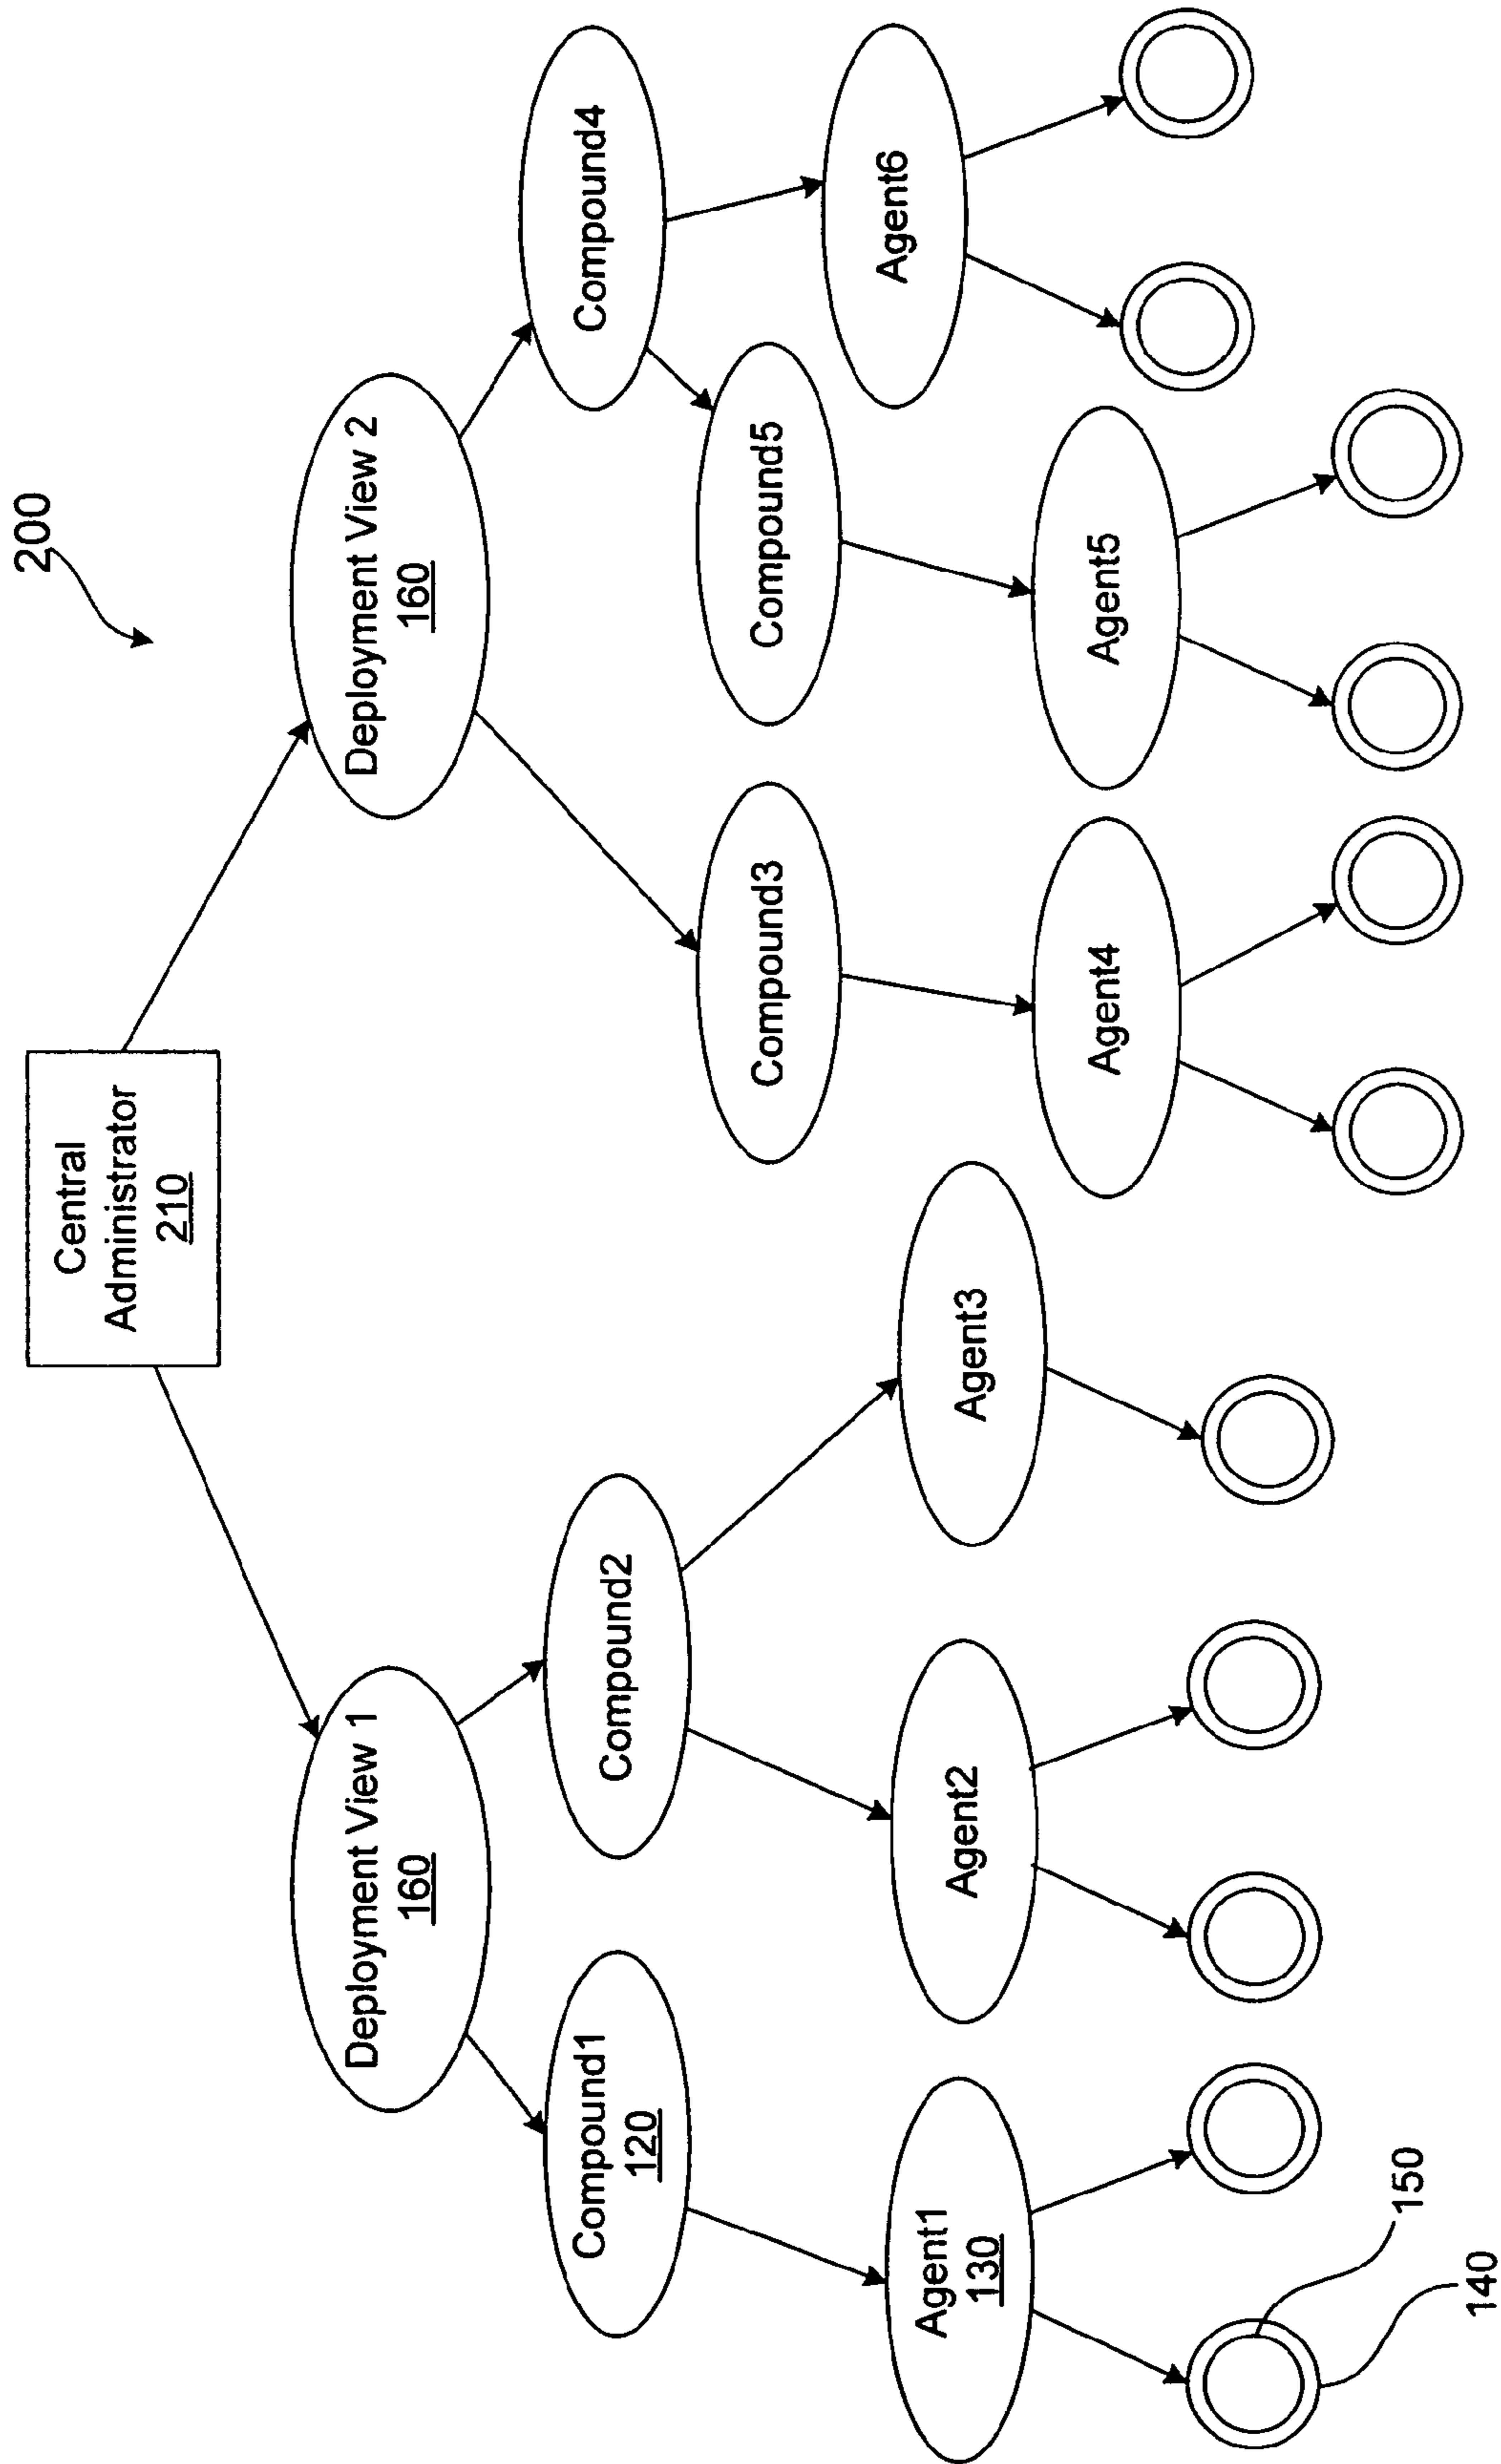 200
Central
Administrator
210
Deployment View 1
160
Deployment View 2
160
Compound1
120
Compound2
Compound3
Compound5
Compound4
Agent1
130
Agent2
Agent3
Agent4
Agent5
Agent6
150
140